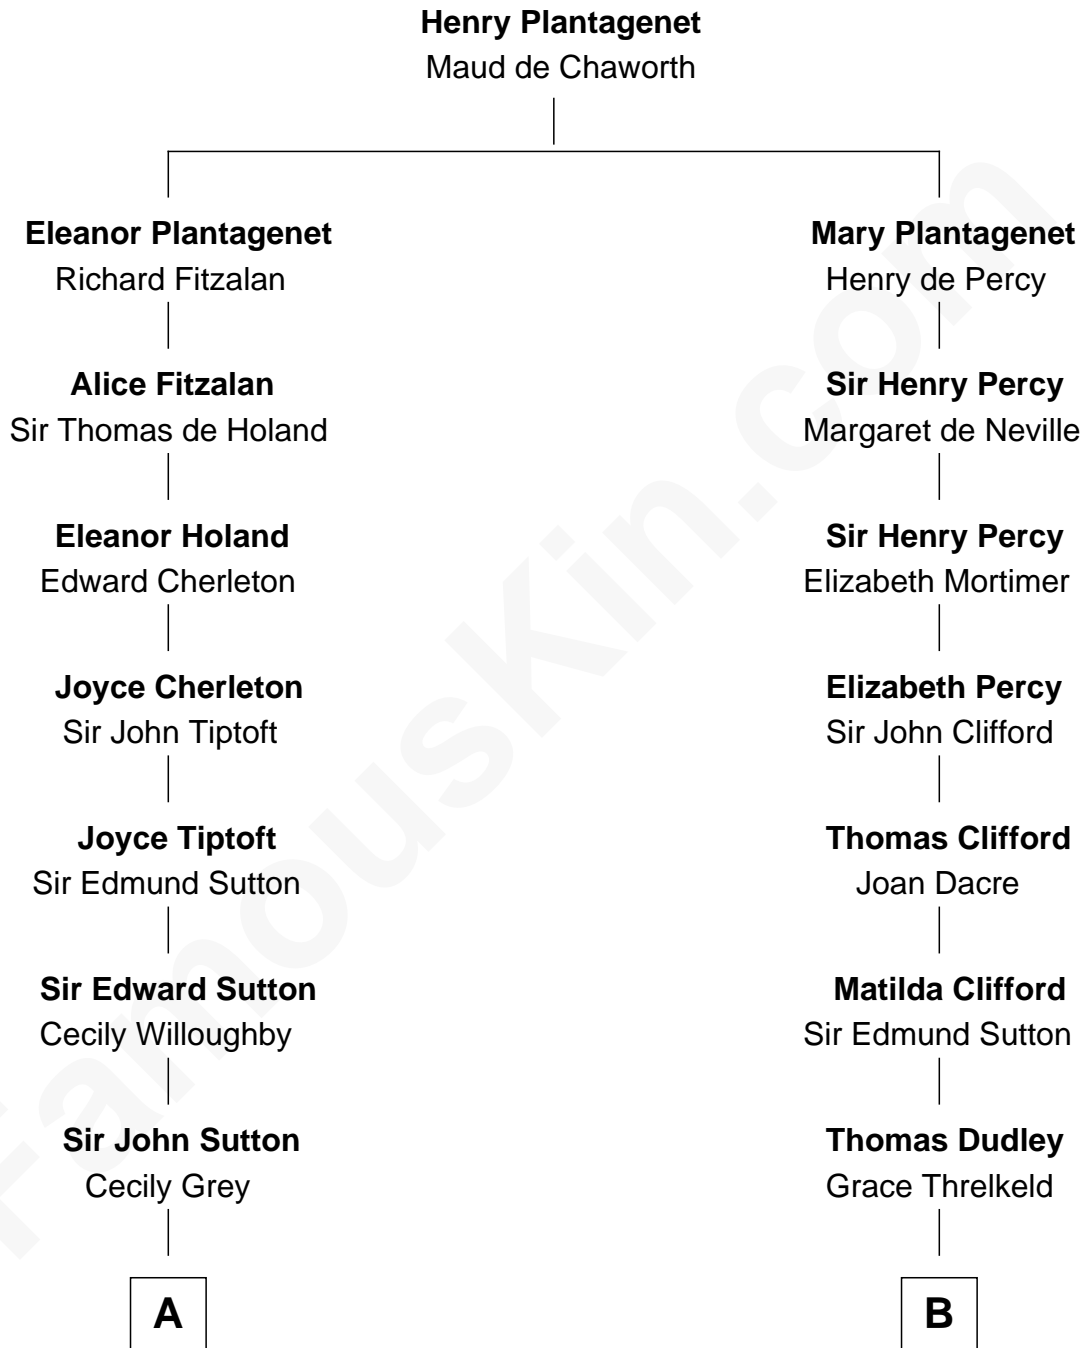 Henry Plantagenet
Maud de Chaworth
Eleanor Plantagenet
Richard Fitzalan
Mary Plantagenet
Henry de Percy
Alice Fitzalan
Sir Thomas de Holand
Sir Henry Percy
Margaret de Neville
Eleanor Holand
Edward Cherleton
Sir Henry Percy
Elizabeth Mortimer
Joyce Cherleton
Sir John Tiptoft
Elizabeth Percy
Sir John Clifford
Joyce Tiptoft
Sir Edmund Sutton
Thomas Clifford
Joan Dacre
Sir Edward Sutton
Cecily Willoughby
Matilda Clifford
Sir Edmund Sutton
Sir John Sutton
Cecily Grey
Thomas Dudley
Grace Threlkeld
A
B
FamousKin.com